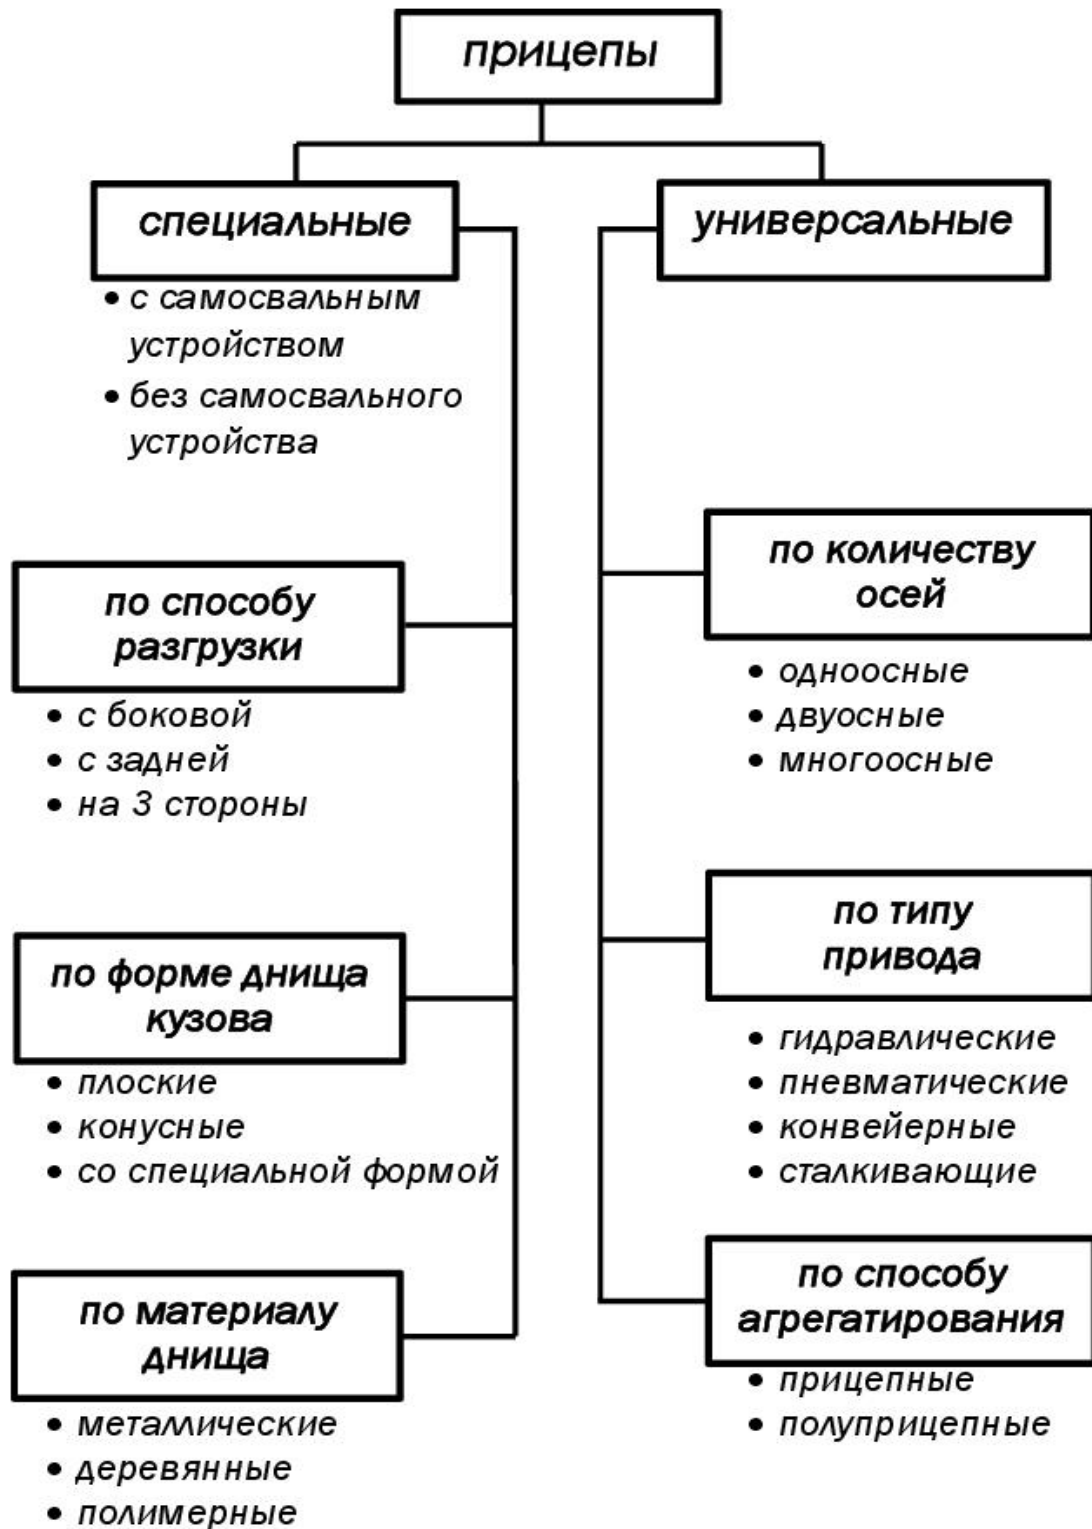 прицепы
специальные
• с самосвальным
устройством
• без самосвального
устройства
по способу
разгрузки
• с боковой
• с задней
• на 3 стороны
по форме днища
кузова
• плоские
• конусные
• со специальной формой
по материалу
днища
• металлические
• деревянные
• полимерные
универсальные
по количеству
осей
• одноосные
• двуосные
• многоосные
по типу
привода
• гидравлические
• пневматические
• конвейерные
• сталкивающие
по способу
агрегатирования
• прицепные
• полуприцепные